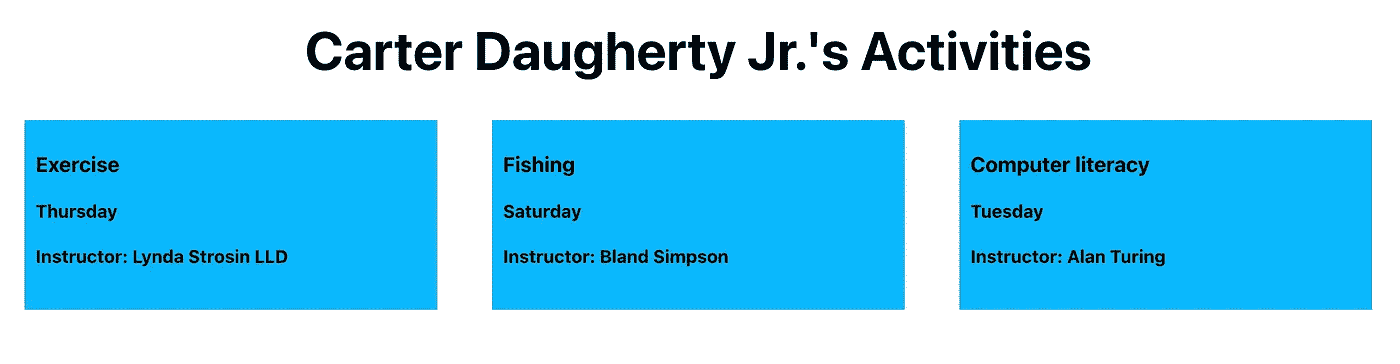 Carter Daugherty Jr.'s Activities
Exercise
Thursday
Instructor: Lynda Strosin LLD
Fishing
Saturday
Instructor: Bland Simpson
Computer literacy
Tuesday
Instructor: Alan Turing